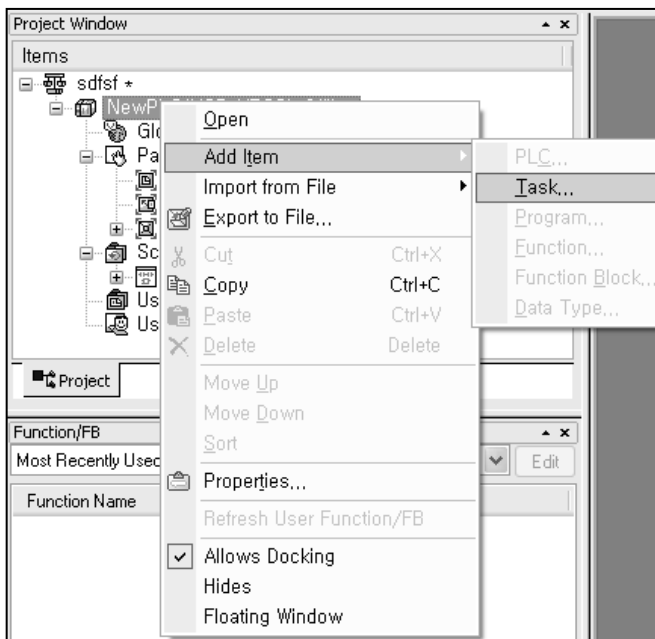 Project Window
Items
sdfsf *
NewP
Glo
Pa
Sc
Us
Us
Project
Function/FB
Most Recently Used
Edit
Function Name
Open
Add Item
Import from File
Export to File...
Cut Ctrl+X
Copy Ctrl+C
Paste Ctrl+V
Delete Delete
Move Up
Move Down
Sort
Properties...
Refresh User Function/FB
Allows Docking
Hides
Floating Window
PLC...
Task...
Program...
Function...
Function Block...
Data Type...